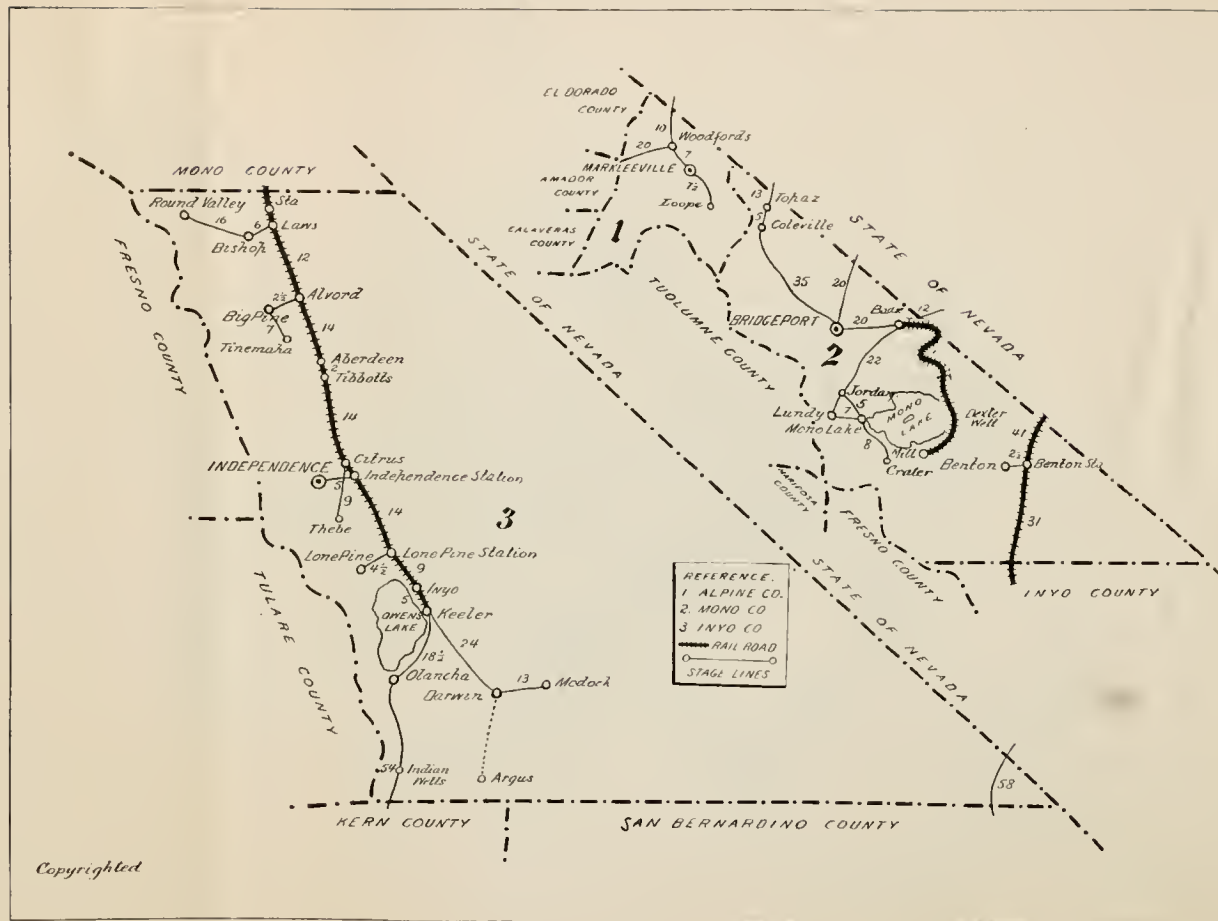 EL DORADO
COUNTY
10
Woodfords
20
7
MARKLEEVILLE
AMADOR
COUNTY
7½
Loope
CALAVERAS
COUNTY
1
13
Topaz
5
Coleville
STATE
OF
NEVADA
TUOLUMNE COUNTY
35
20
BRIDGEPORT
20
12
2
22
Jordan
5
Lundy
7
Mono Lake
MONO
LAKE
8
Mill
Crater
Dexter
Well
41
Benton
2½
Benton Sta
31
MARIPOSA
COUNTY
FRESNO COUNTY
INYO COUNTY
MONO COUNTY
Sta
Round Valley
16
6
Laws
Bishop
12
Alvord
2½
Big Pine
7
Tinemaha
14
Aberdeen
2
Tibbotts
14
FRESNO COUNTY
STATE OF NEVADA
Citrus
INDEPENDENCE
5
Independence Station
9
Thebe
14
3
Lone Pine
4½
Lone Pine Station
9
Inyo
5
Keeler
OWENS
LAKE
24
18½
Olancha
Darwin
13
Modock
TULARE COUNTY
54
Indian
Wells
Argus
STATE OF NEVADA
58
KERN COUNTY
SAN BERNARDINO COUNTY
REFERENCE.
1 ALPINE CO.
2. MONO CO
3 INYO CO
RAIL ROAD
STAGE LINES
Copyrighted